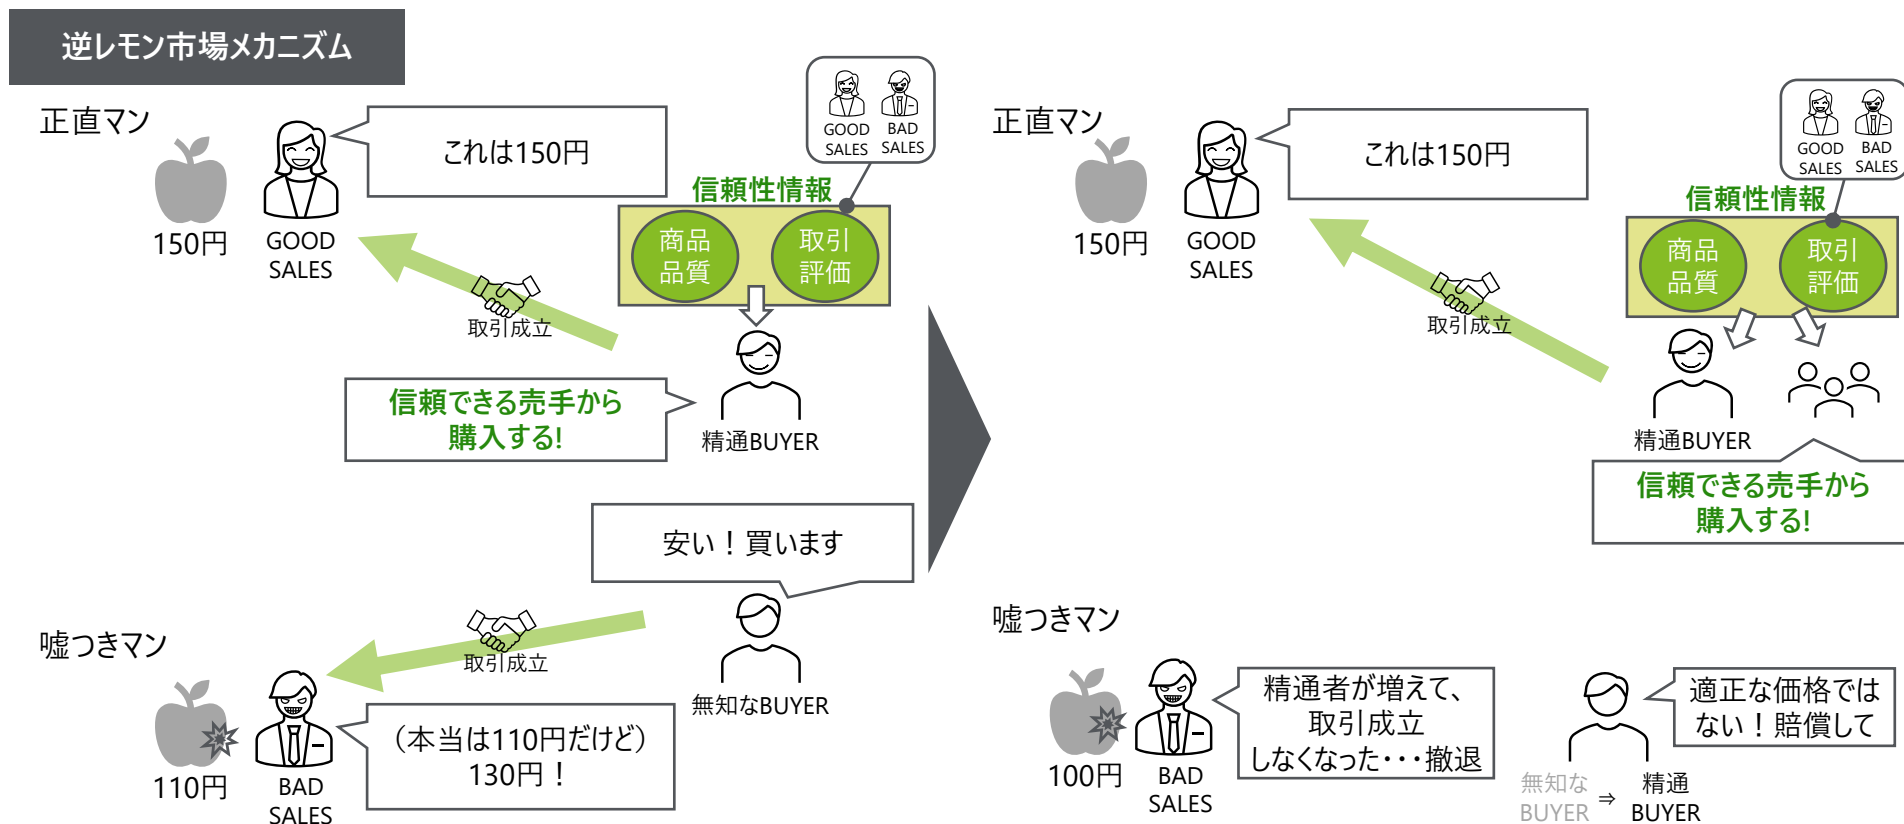 逆レモン市場メカニズム
正直マン
150円
GOOD
SALES
これは150円
GOOD
SALES
BAD
SALES
信頼性情報
商品
品質
取引
評価
取引成立
信頼できる売手から
購入する!
精通BUYER
安い！買います
嘘つきマン
取引成立
無知なBUYER
110円
BAD
SALES
（本当は110円だけど）
130円！
正直マン
150円
GOOD
SALES
これは150円
GOOD
SALES
BAD
SALES
信頼性情報
商品
品質
取引
評価
取引成立
精通BUYER
信頼できる売手から
購入する!
嘘つきマン
100円
BAD
SALES
精通者が増えて、
取引成立
しなくなった・・・撤退
適正な価格では
ない！賠償して
無知な
BUYER
⇒
精通
BUYER